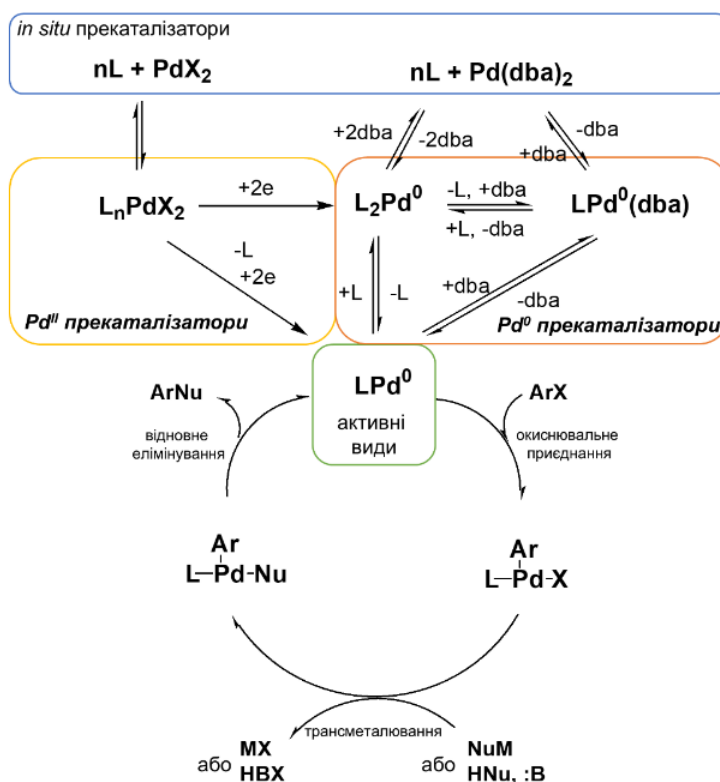 in situ прекаталізатори
nL + PdX₂
nL + Pd(dba)₂
+2dba
-2dba
-dba
+dba
LₙPdX₂
+2e
L₂Pd⁰
-L, +dba
+L, -dba
LPd⁰(dba)
-L
+2e
+L
-L
+dba
-dba
Pdᴵᴵ прекаталізатори
Pd⁰ прекаталізатори
LPd⁰
активні
види
ArNu
ArX
відновне
елімінування
окиснювальне
приєднання
Ar
L-Pd-Nu
Ar
L-Pd-X
трансметалювання
або MX
HBX
або NuM
HNu, :B